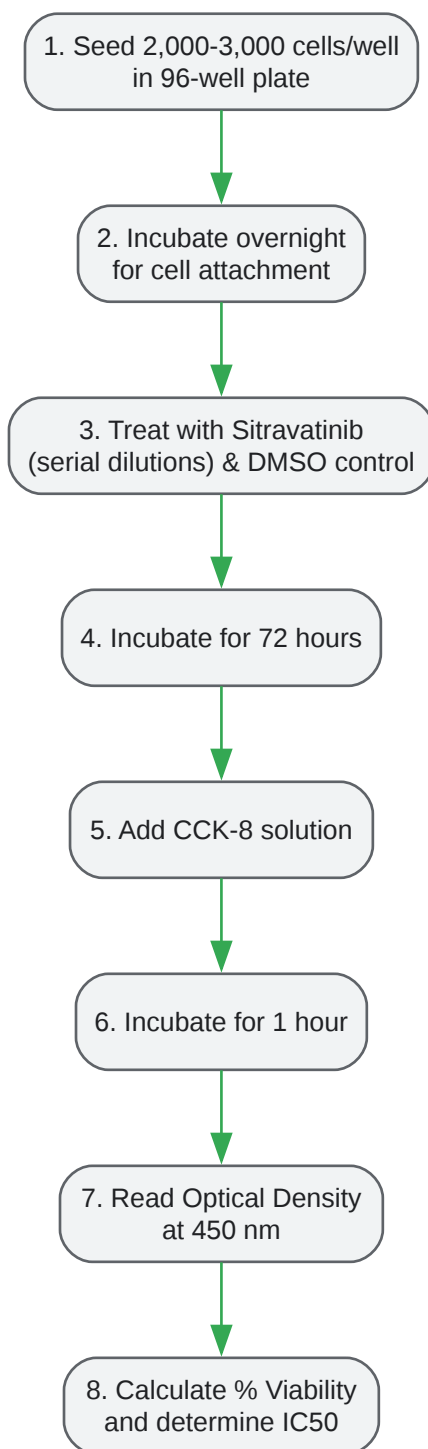 1. Seed 2,000-3,000 cells/well
in 96-well plate
2. Incubate overnight
for cell attachment
3. Treat with Sitravatinib
(serial dilutions) & DMSO control
4. Incubate for 72 hours
5. Add CCK-8 solution
6. Incubate for 1 hour
7. Read Optical Density
at 450 nm
8. Calculate % Viability
and determine IC50